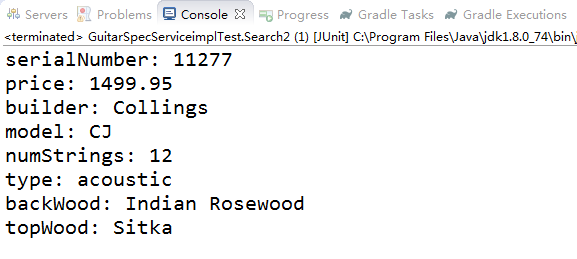 Servers Problems Console Progress Gradle Tasks Gradle Executions
<terminated> GuitarSpecServiceimplTest.Search2 (1) [JUnit] C:\Program Files\Java\jdk1.8.0_74\bin\
serialNumber: 11277
price: 1499.95
builder: Collings
model: CJ
numStrings: 12
type: acoustic
backWood: Indian Rosewood
topWood: Sitka